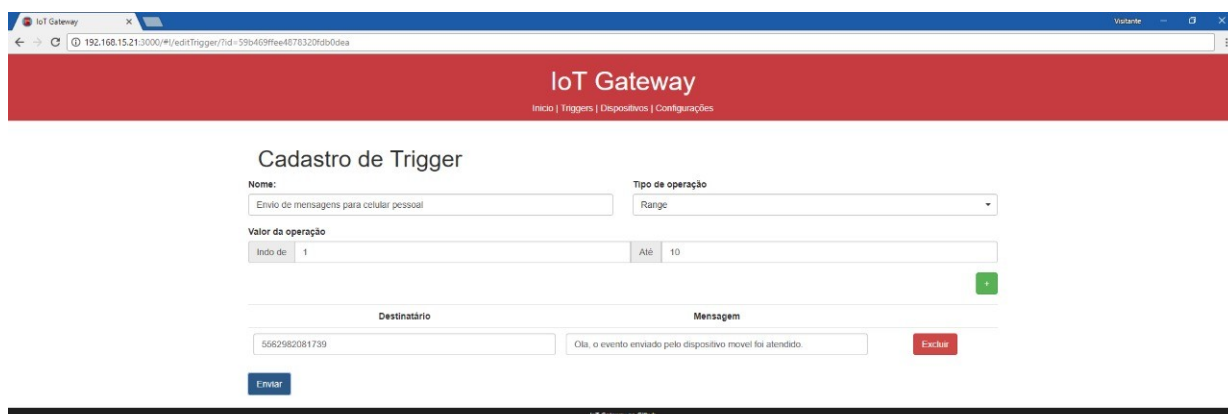 IoT Gateway
Visitante
192.168.15.21:3000/#!/editTrigger/?id=59b469ffee4878320fdb0dea
IoT Gateway
Inicio | Triggers | Dispositivos | Configurações
Cadastro de Trigger
Nome: Tipo de operação
Envio de mensagens para celular pessoal Range
Valor da operação
Indo de 1 Até 10
+
Destinatário Mensagem
5562982081739 Ola, o evento enviado pelo dispositivo movel foi atendido. Excluir
Enviar